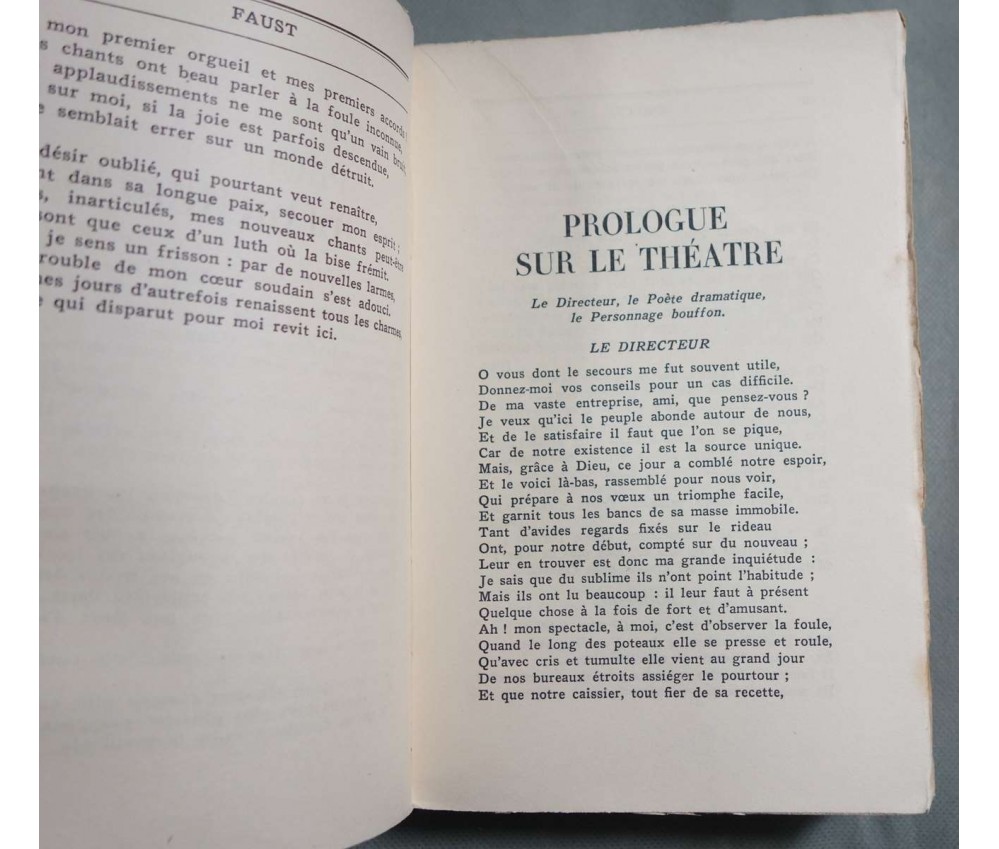 FAUST
mon premier orgueil et mes premiers accords !
chants ont beau parler à la foule inconnue,
applaudissements ne me sont qu'un vain bruit,
sur moi, si la joie est parfois descendue,
semblait errer sur un monde détruit.
désir oublié, qui pourtant veut renaître,
dans sa longue paix, secouer mon esprit ;
inarticulés, mes nouveaux chants peut-être
sont que ceux d'un luth où la bise frémit.
je sens un frisson : par de nouvelles larmes,
de mon cœur soudain s'est adouci.
jours d'autrefois renaissent tous les charmes,
qui disparut pour moi revit ici.
PROLOGUE
SUR LE THÉATRE
Le Directeur, le Poète dramatique,
le Personnage bouffon.
LE DIRECTEUR
O vous dont le secours me fut souvent utile,
Donnez-moi vos conseils pour un cas difficile.
De ma vaste entreprise, ami, que pensez-vous ?
Je veux qu'ici le peuple abonde autour de nous,
Et de le satisfaire il faut que l'on se pique,
Car de notre existence il est la source unique.
Mais, grâce à Dieu, ce jour a comblé notre espoir,
Et le voici là-bas, rassemblé pour nous voir,
Qui prépare à nos vœux un triomphe facile,
Et garnit tous les bancs de sa masse immobile.
Tant d'avides regards fixés sur le rideau
Ont, pour notre début, compté sur du nouveau ;
Leur en trouver est donc ma grande inquiétude :
Je sais que du sublime ils n'ont point l'habitude ;
Mais ils ont lu beaucoup : il leur faut à présent
Quelque chose à la fois de fort et d'amusant.
Ah ! mon spectacle, à moi, c'est d'observer la foule,
Quand le long des poteaux elle se presse et roule,
Qu'avec cris et tumulte elle vient au grand jour
De nos bureaux étroits assiéger le pourtour ;
Et que notre caissier, tout fier de sa recette,